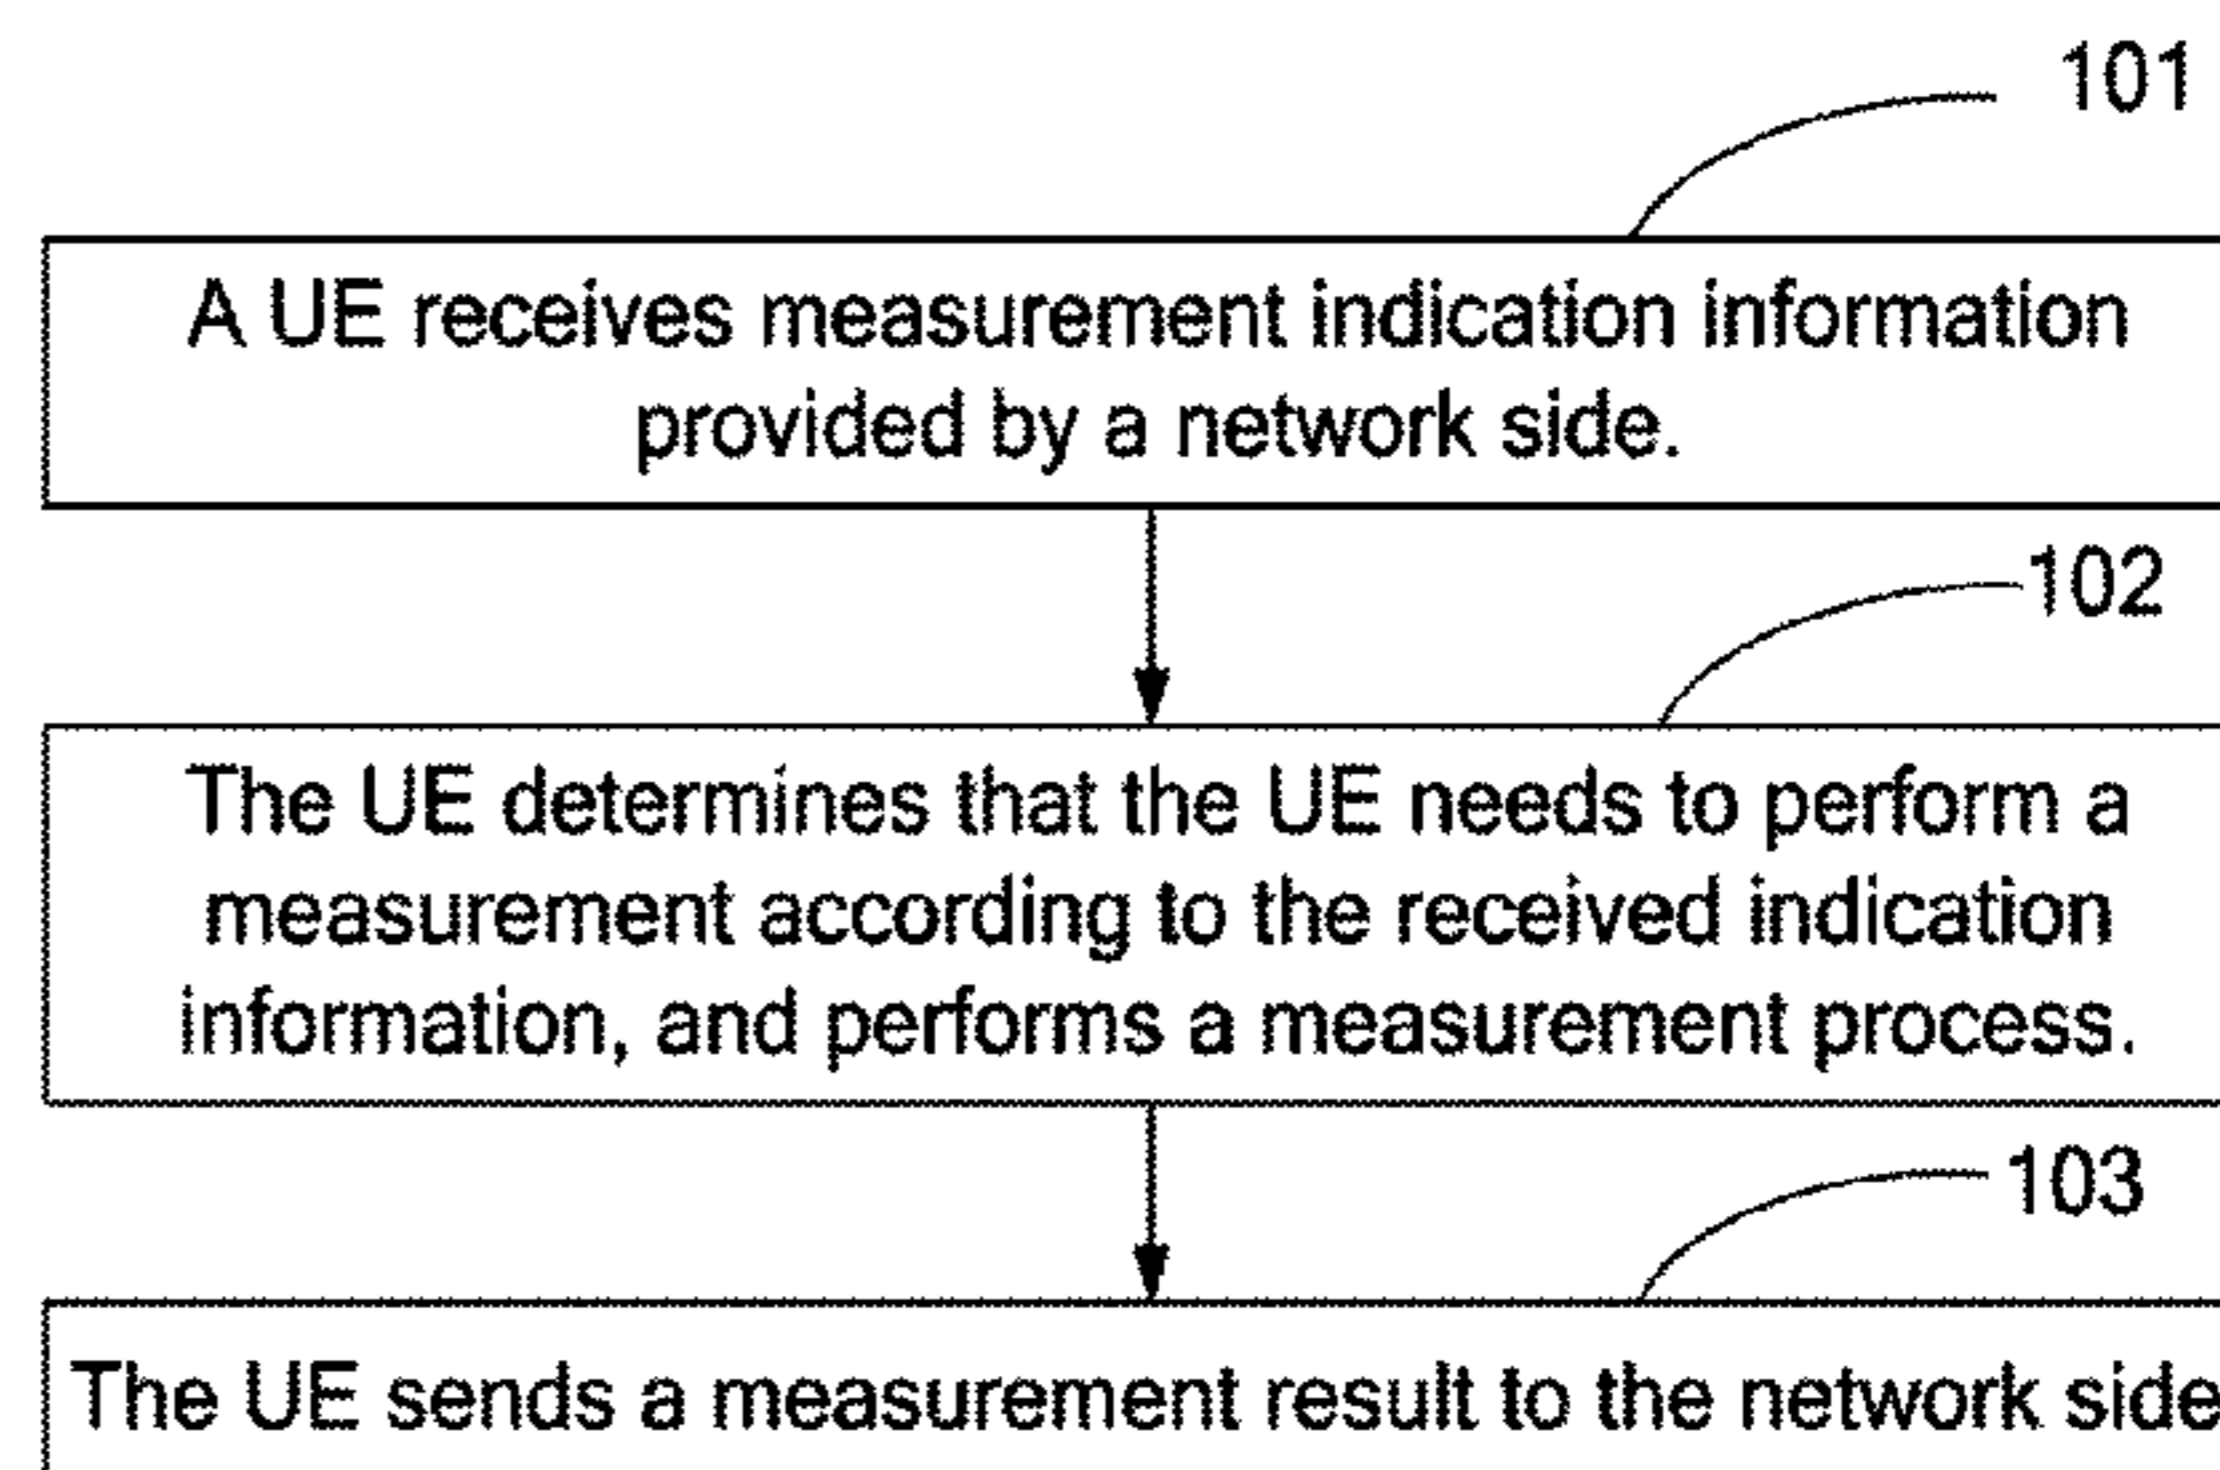 101
A UE receives measurement indication information
provided by a network side.
102
The UE determines that the UE needs to perform a
measurement according to the received indication
information, and performs a measurement process.
103
The UE sends a measurement result to the network side